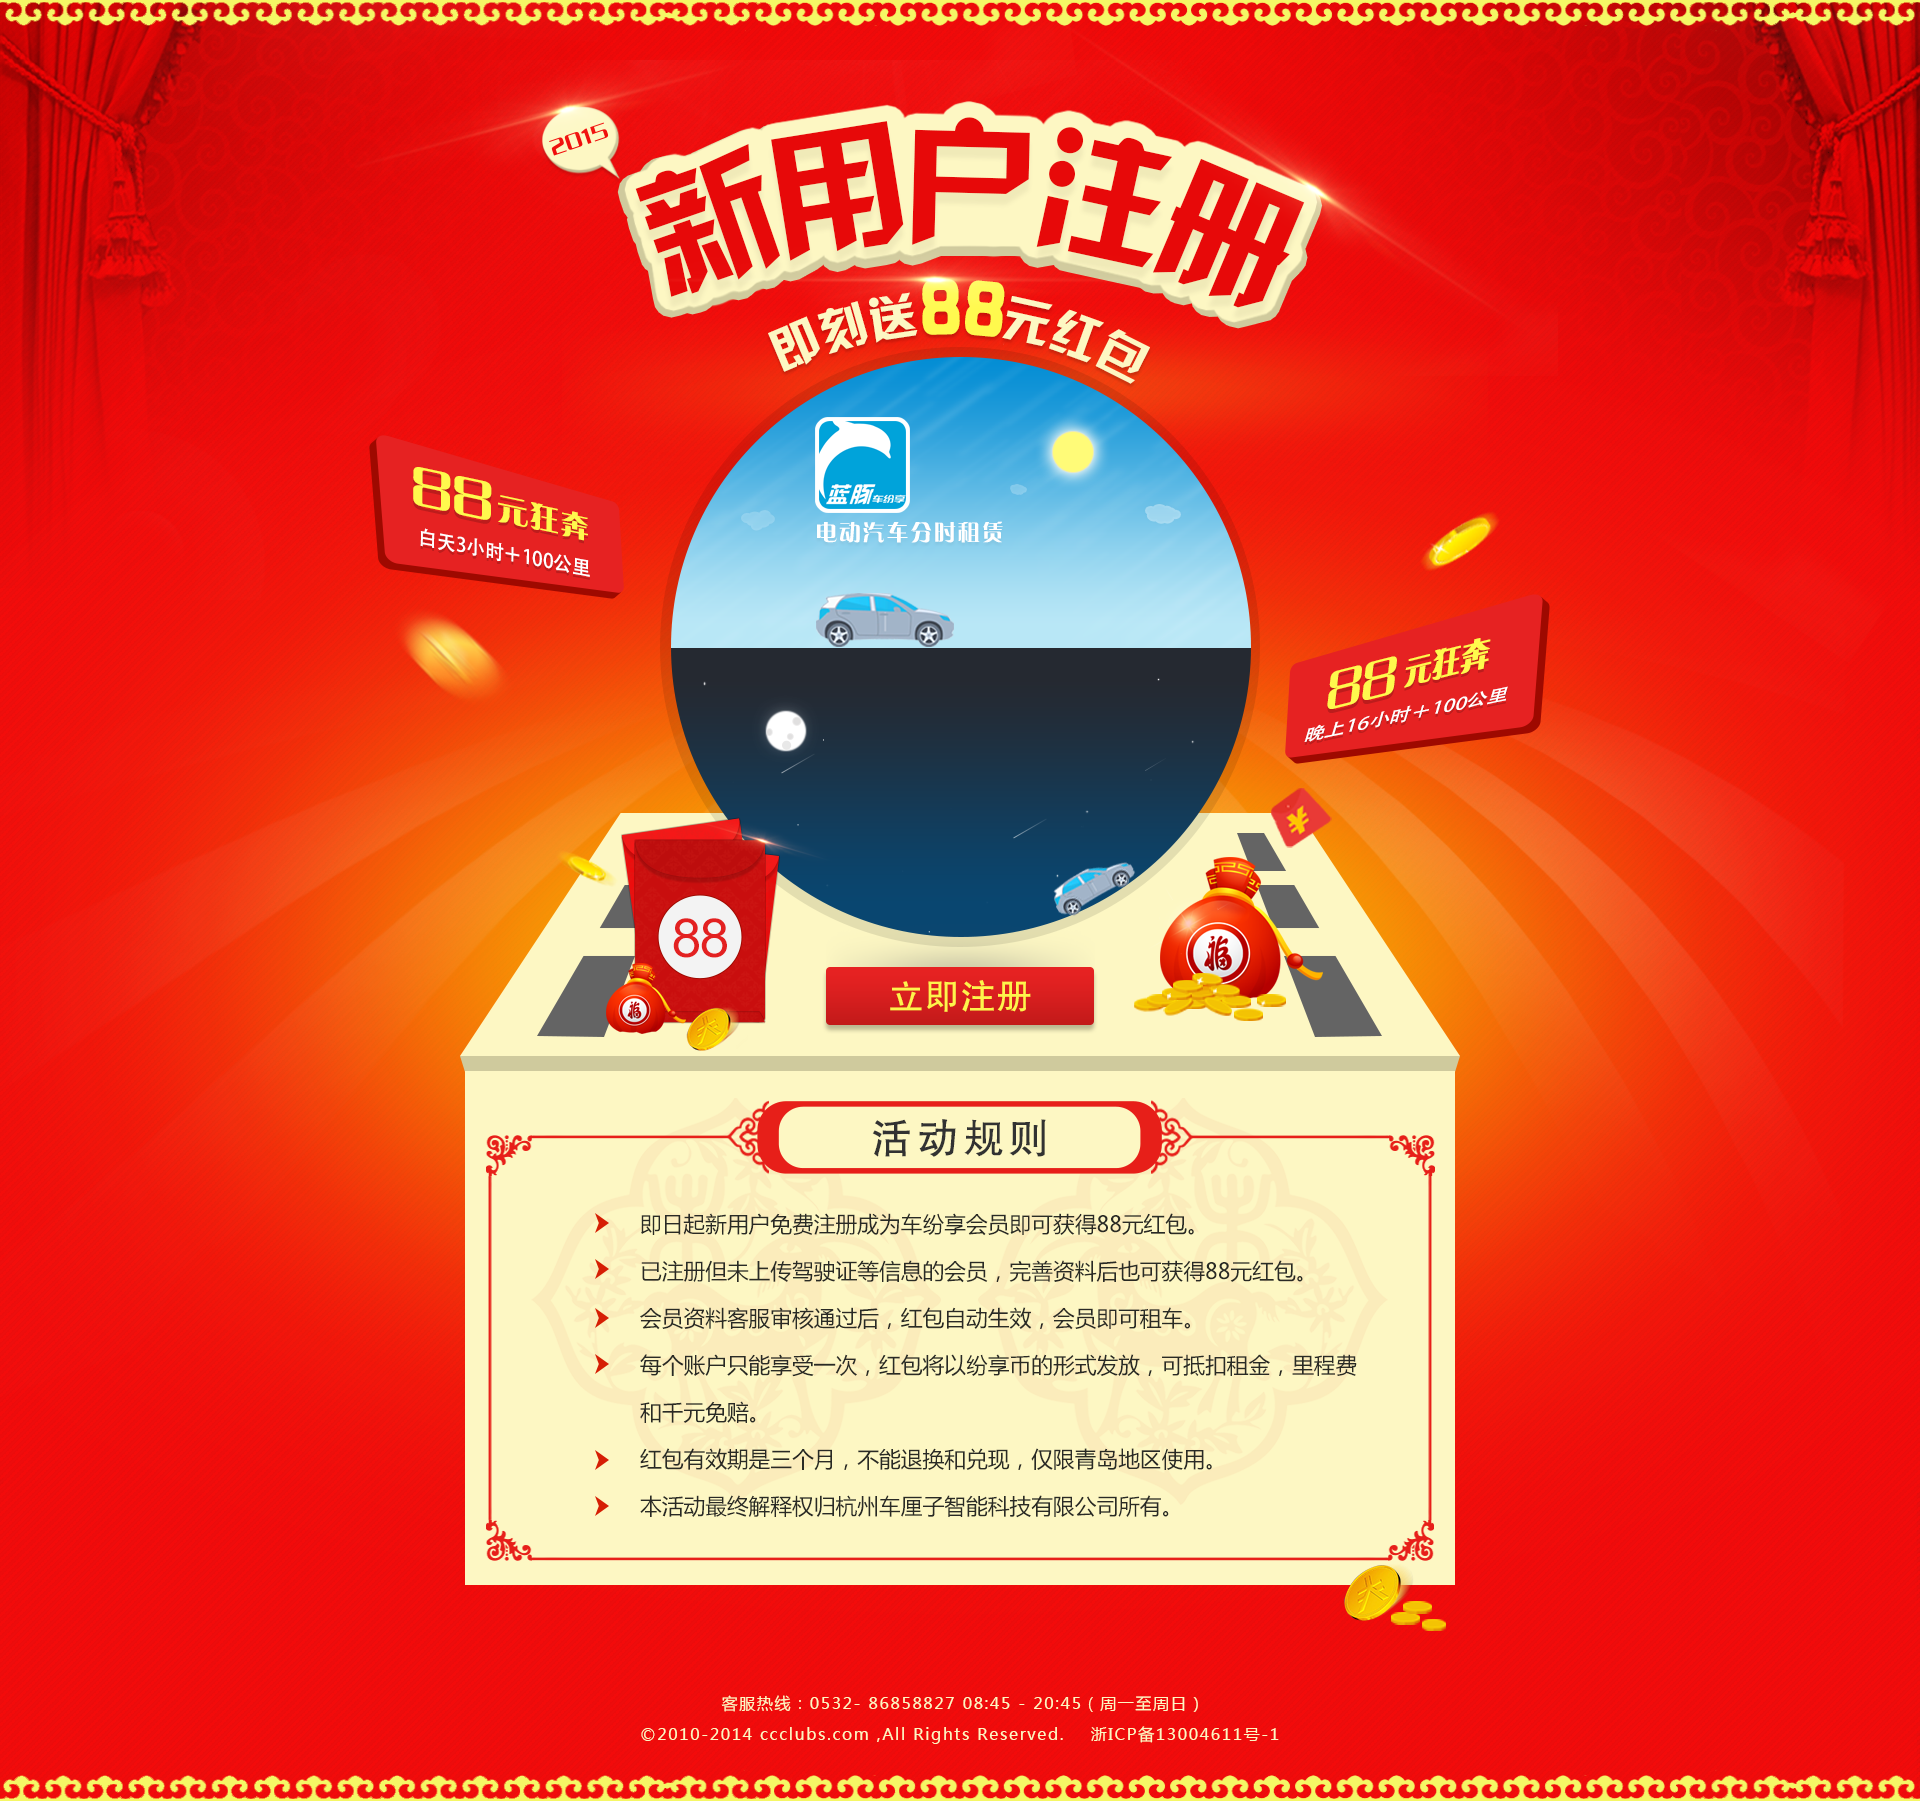 2015
新用户注册
即刻送88元红包
蓝豚车纷享
电动汽车分时租赁
88元狂奔
白天3小时+100公里
88元狂奔
晚上16小时+100公里
¥
88
福
福
立即注册
活动规则
即日起新用户免费注册成为车纷享会员即可获得88元红包。
已注册但未上传驾驶证等信息的会员，完善资料后也可获得88元红包。
会员资料客服审核通过后，红包自动生效，会员即可租车。
每个账户只能享受一次，红包将以纷享币的形式发放，可抵扣租金，里程费
和千元免赔。
红包有效期是三个月，不能退换和兑现，仅限青岛地区使用。
本活动最终解释权归杭州车厘子智能科技有限公司所有。
客服热线：0532- 86858827 08:45 - 20:45（周一至周日）
©2010-2014 ccclubs.com ,All Rights Reserved. 浙ICP备13004611号-1